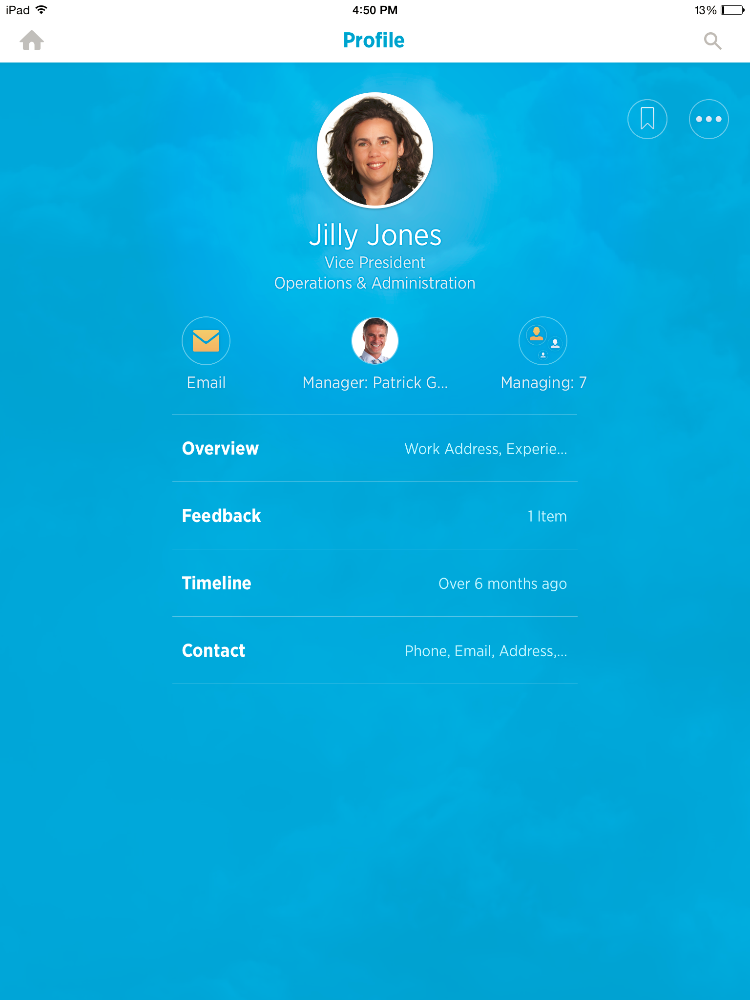 iPad 4:50 PM 13%
Profile
Jilly Jones
Vice President
Operations & Administration
Email Manager: Patrick G... Managing: 7
Overview Work Address, Experie...
Feedback 1 Item
Timeline Over 6 months ago
Contact Phone, Email, Address,...